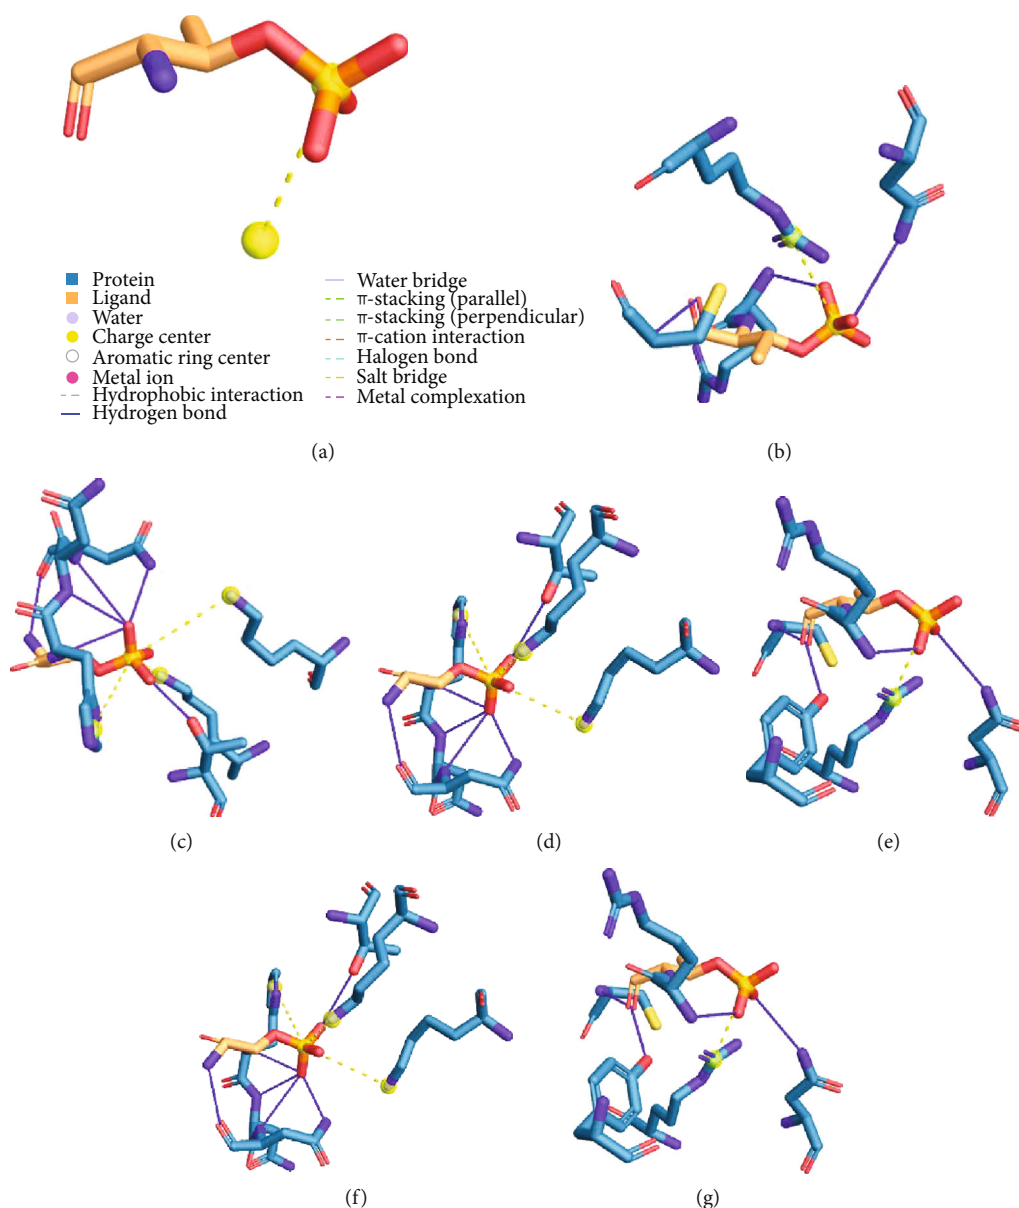 Protein
Ligand
Water
Charge center
Aromatic ring center
Metal ion
Hydrophobic interaction
Hydrogen bond
Water bridge
π-stacking (parallel)
π-stacking (perpendicular)
π-cation interaction
Halogen bond
Salt bridge
Metal complexation
(a)
(b)
(c)
(d)
(e)
(f)
(g)